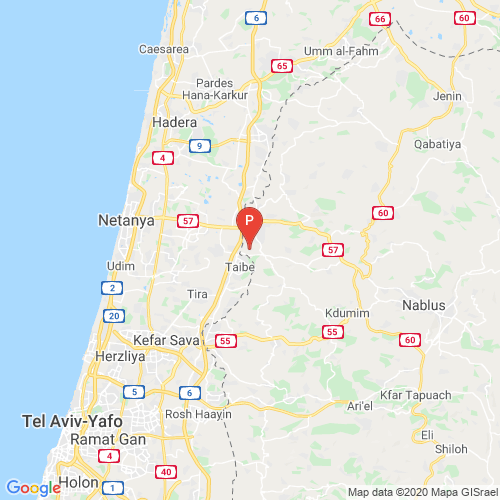 6
66
60
Caesarea
Umm al-Fahm
65
Pardes
Hana-Karkur
Jenin
Hadera
Qabatiya
9
4
60
Netanya
57
P
57
Udim
Taibe
2
Tira
Nablus
20
Kdumim
55
55
60
Kefar Sava
Herzliya
5
6
Kfar Tapuach
Rosh Haayin
Ari'el
Tel Aviv-Yafo
Ramat Gan
Eli
Shiloh
4
40
Holon
1
Google
Map data ©2020 Mapa GISrael